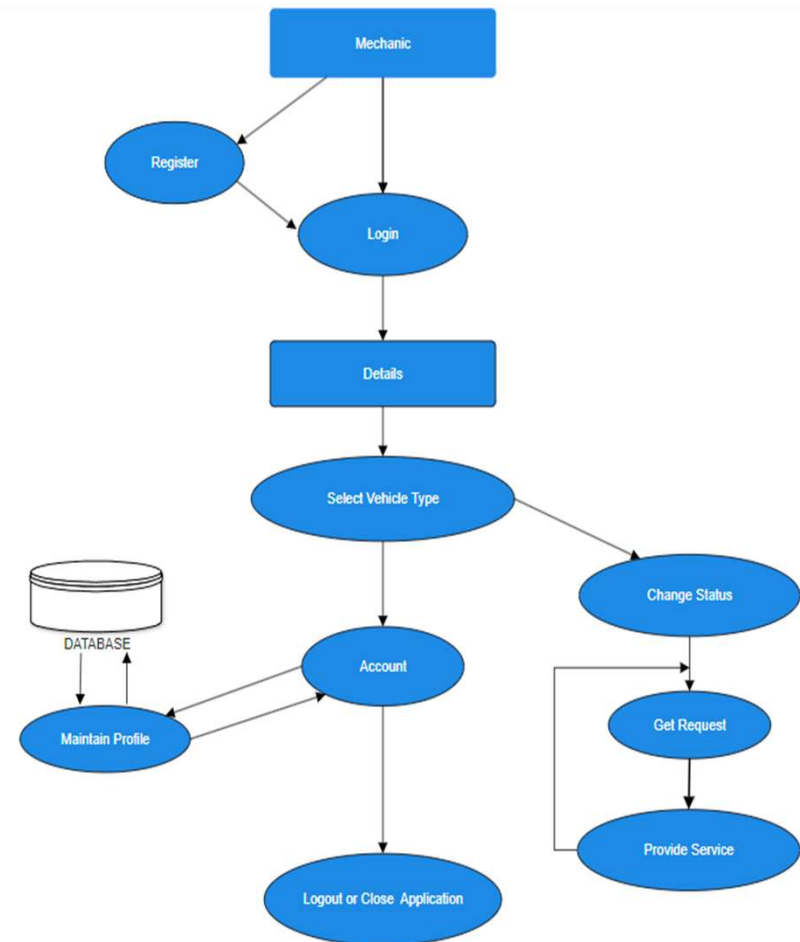 Mechanic
Register
Login
Details
Select Vehicle Type
Change Status
DATABASE
Account
Get Request
Maintain Profile
Provide Service
Logout or Close Application